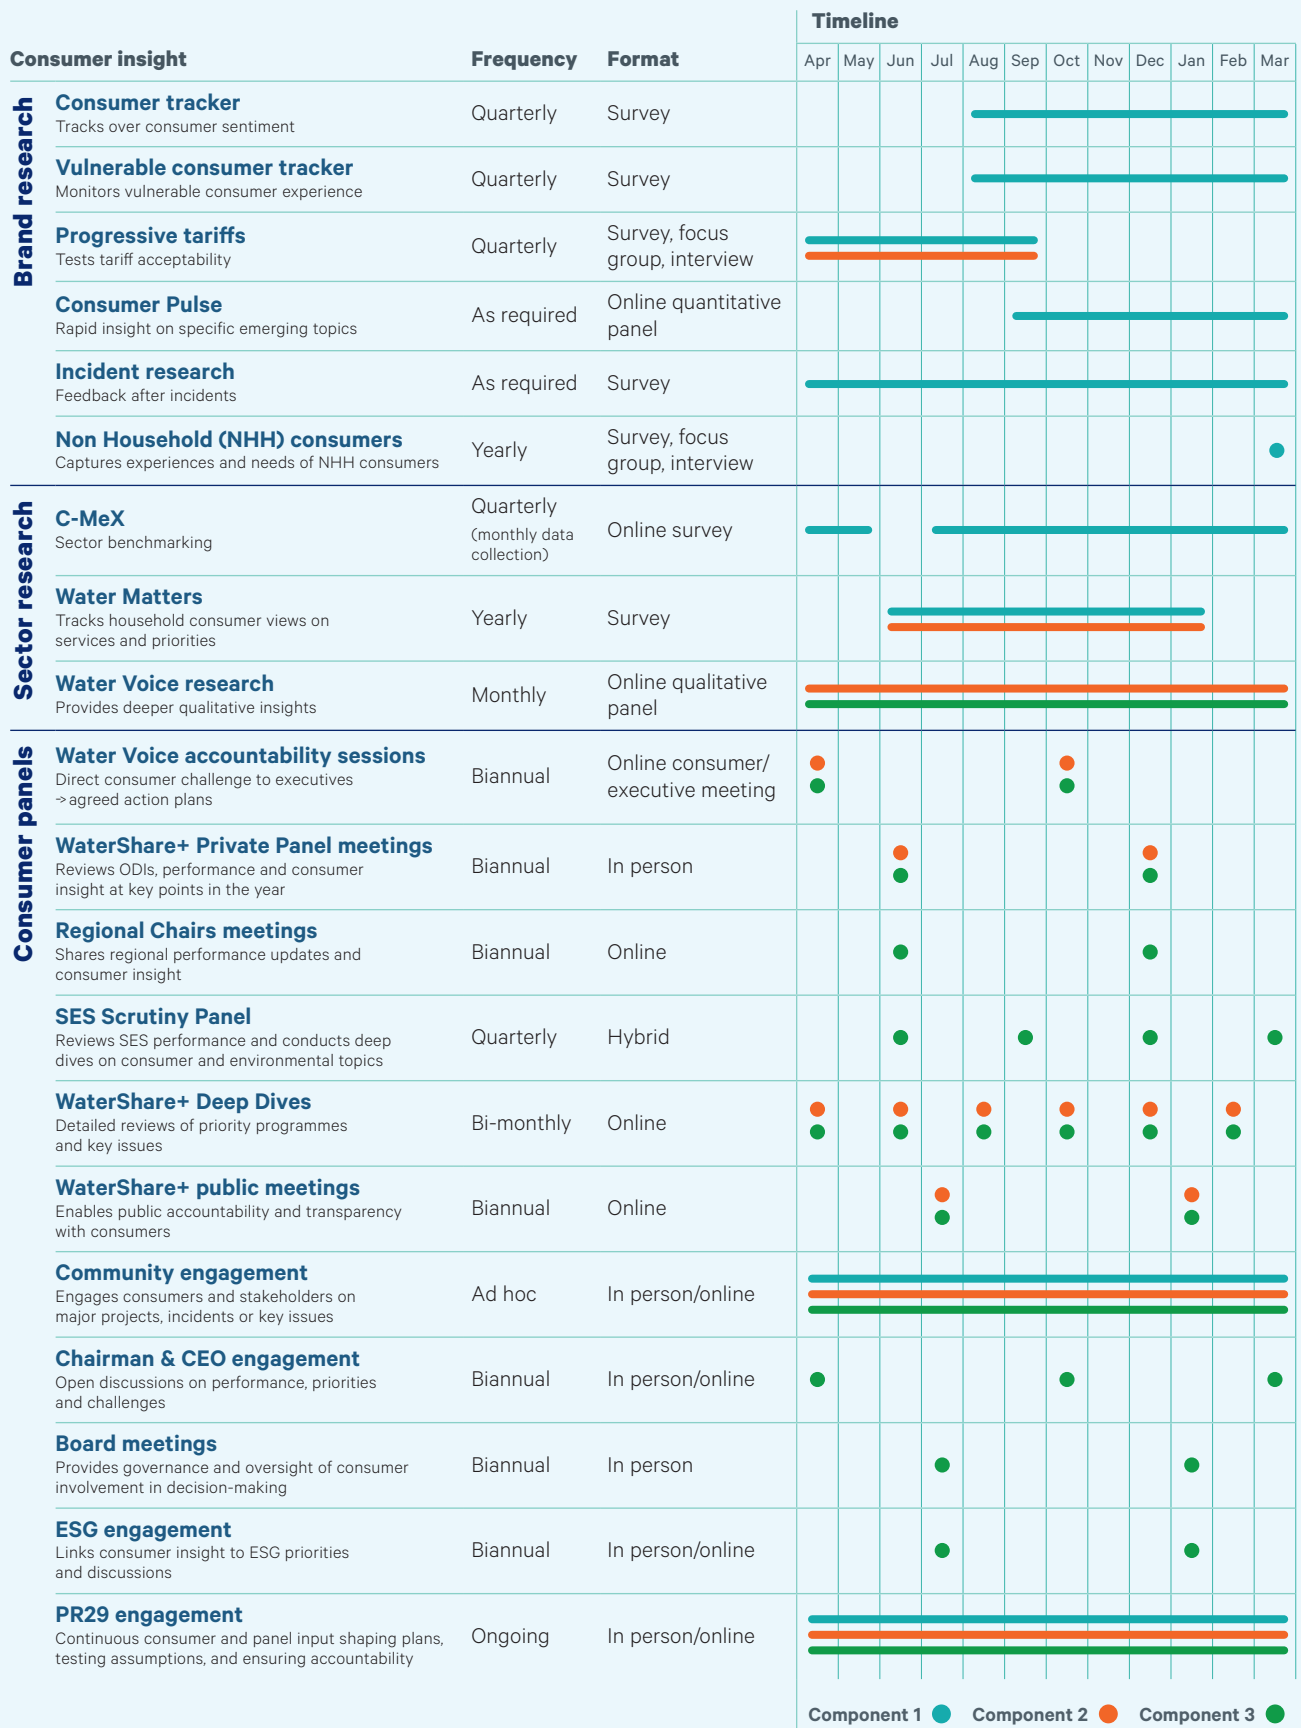 Timeline
Consumer insight Frequency Format Apr May Jun Jul Aug Sep Oct Nov Dec Jan Feb Mar
Brand research
Consumer tracker
Tracks over consumer sentiment
Quarterly
Survey
Vulnerable consumer tracker
Monitors vulnerable consumer experience
Quarterly
Survey
Progressive tariffs
Tests tariff acceptability
Quarterly
Survey, focus
group, interview
Consumer Pulse
Rapid insight on specific emerging topics
As required
Online quantitative
panel
Incident research
Feedback after incidents
As required
Survey
Non Household (NHH) consumers
Captures experiences and needs of NHH consumers
Yearly
Survey, focus
group, interview
Sector research
C-MeX
Sector benchmarking
Quarterly
(monthly data
collection)
Online survey
Water Matters
Tracks household consumer views on
services and priorities
Yearly
Survey
Water Voice research
Provides deeper qualitative insights
Monthly
Online qualitative
panel
Consumer panels
Water Voice accountability sessions
Direct consumer challenge to executives
→ agreed action plans
Biannual
Online consumer/
executive meeting
WaterShare+ Private Panel meetings
Reviews ODIs, performance and consumer
insight at key points in the year
Biannual
In person
Regional Chairs meetings
Shares regional performance updates and
consumer insight
Biannual
Online
SES Scrutiny Panel
Reviews SES performance and conducts deep
dives on consumer and environmental topics
Quarterly
Hybrid
WaterShare+ Deep Dives
Detailed reviews of priority programmes
and key issues
Bi-monthly
Online
WaterShare+ public meetings
Enables public accountability and transparency
with consumers
Biannual
Online
Community engagement
Engages consumers and stakeholders on
major projects, incidents or key issues
Ad hoc
In person/online
Chairman & CEO engagement
Open discussions on performance, priorities
and challenges
Biannual
In person/online
Board meetings
Provides governance and oversight of consumer
involvement in decision-making
Biannual
In person
ESG engagement
Links consumer insight to ESG priorities
and discussions
Biannual
In person/online
PR29 engagement
Continuous consumer and panel input shaping plans,
testing assumptions, and ensuring accountability
Ongoing
In person/online
Component 1 Component 2 Component 3